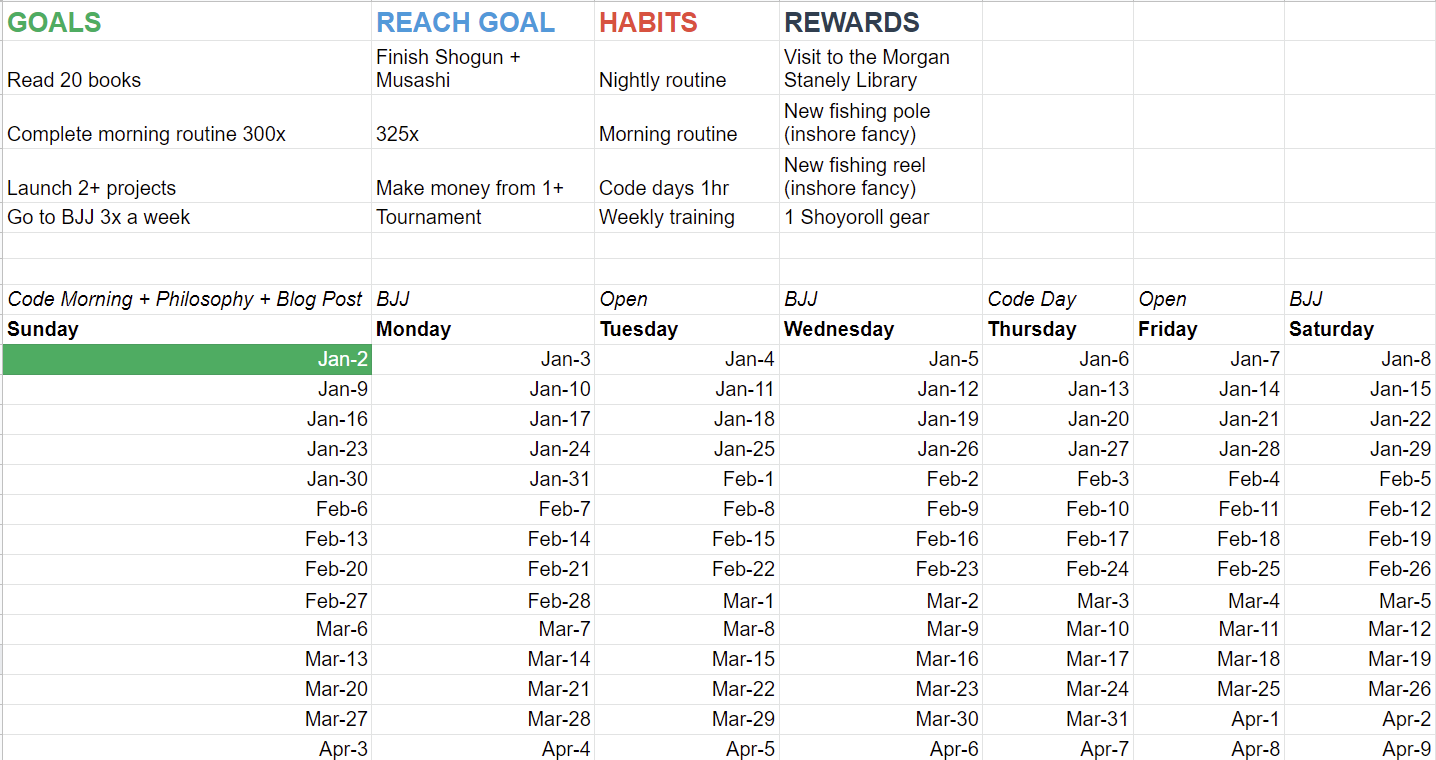 GOALS REACH GOAL HABITS REWARDS
Read 20 books Finish Shogun + Musashi Nightly routine Visit to the Morgan Stanely Library
Complete morning routine 300x 325x Morning routine New fishing pole (inshore fancy)
Launch 2+ projects Make money from 1+ Code days 1hr New fishing reel (inshore fancy)
Go to BJJ 3x a week Tournament Weekly training 1 Shoyoroll gear
Code Morning + Philosophy + Blog Post BJJ Open BJJ Code Day Open BJJ
Sunday Monday Tuesday Wednesday Thursday Friday Saturday
Jan-2 Jan-3 Jan-4 Jan-5 Jan-6 Jan-7 Jan-8
Jan-9 Jan-10 Jan-11 Jan-12 Jan-13 Jan-14 Jan-15
Jan-16 Jan-17 Jan-18 Jan-19 Jan-20 Jan-21 Jan-22
Jan-23 Jan-24 Jan-25 Jan-26 Jan-27 Jan-28 Jan-29
Jan-30 Jan-31 Feb-1 Feb-2 Feb-3 Feb-4 Feb-5
Feb-6 Feb-7 Feb-8 Feb-9 Feb-10 Feb-11 Feb-12
Feb-13 Feb-14 Feb-15 Feb-16 Feb-17 Feb-18 Feb-19
Feb-20 Feb-21 Feb-22 Feb-23 Feb-24 Feb-25 Feb-26
Feb-27 Feb-28 Mar-1 Mar-2 Mar-3 Mar-4 Mar-5
Mar-6 Mar-7 Mar-8 Mar-9 Mar-10 Mar-11 Mar-12
Mar-13 Mar-14 Mar-15 Mar-16 Mar-17 Mar-18 Mar-19
Mar-20 Mar-21 Mar-22 Mar-23 Mar-24 Mar-25 Mar-26
Mar-27 Mar-28 Mar-29 Mar-30 Mar-31 Apr-1 Apr-2
Apr-3 Apr-4 Apr-5 Apr-6 Apr-7 Apr-8 Apr-9